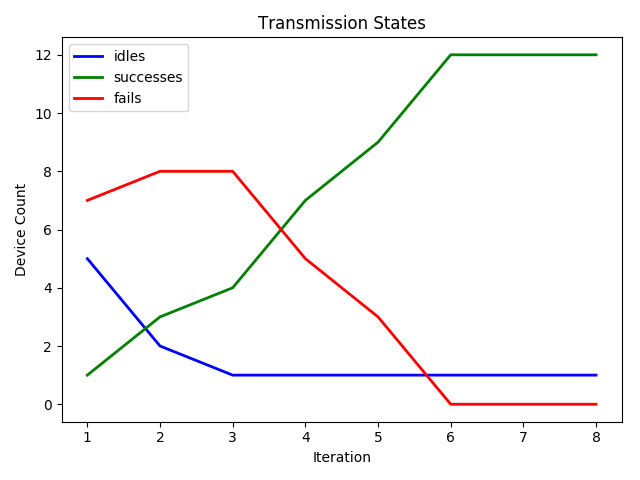 Transmission States
idles
successes
fails
Device Count
12
10
8
6
4
2
0
1 2 3 4 5 6 7 8
Iteration